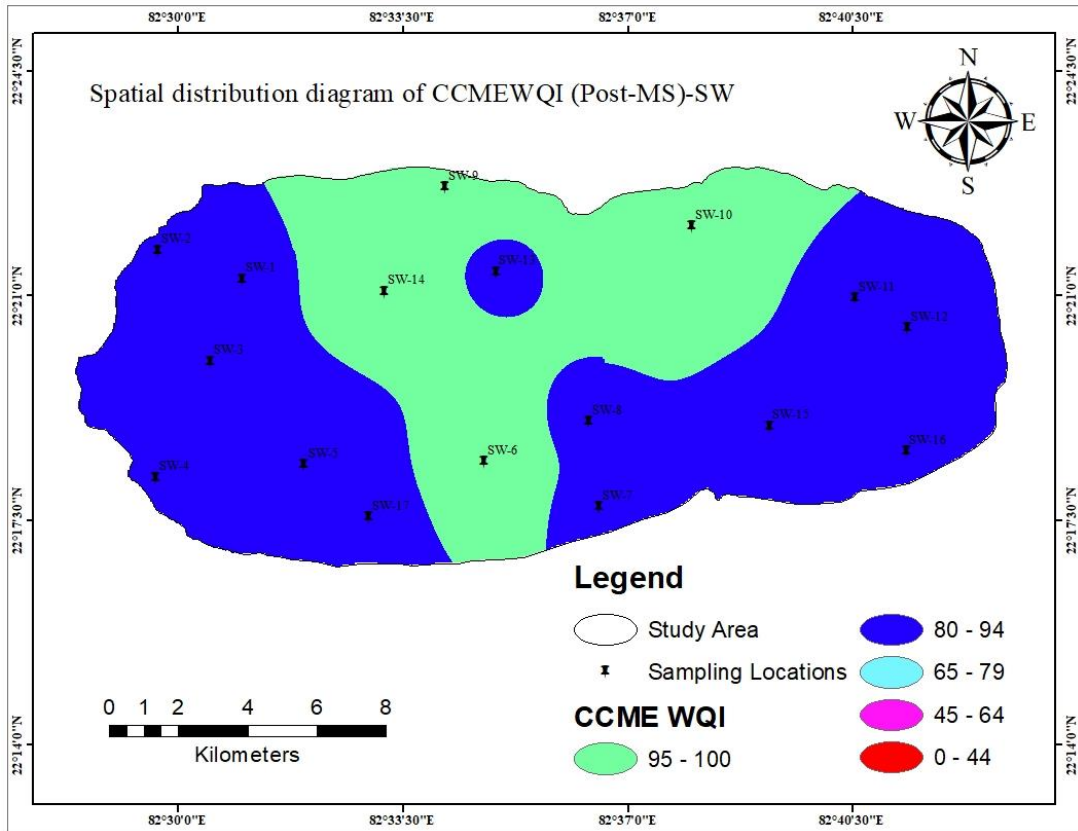 82°30'0"E 82°33'30"E 82°37'0"E 82°40'30"E
22°24'30"N
22°24'30"N
Spatial distribution diagram of CCMEWQI (Post-MS)-SW
N
W E
S
SW-9
SW-10
SW-2
SW-1
SW-13
SW-14
SW-11
SW-12
22°21'0"N
22°21'0"N
SW-3
SW-8
SW-15
SW-16
SW-6
SW-5
SW-4
SW-7
SW-17
22°17'30"N
22°17'30"N
Legend
Study Area
Sampling Locations
CCME WQI
95 - 100
80 - 94
65 - 79
45 - 64
0 - 44
0 1 2 4 6 8
Kilometers
22°14'0"N
22°14'0"N
82°30'0"E 82°33'30"E 82°37'0"E 82°40'30"E